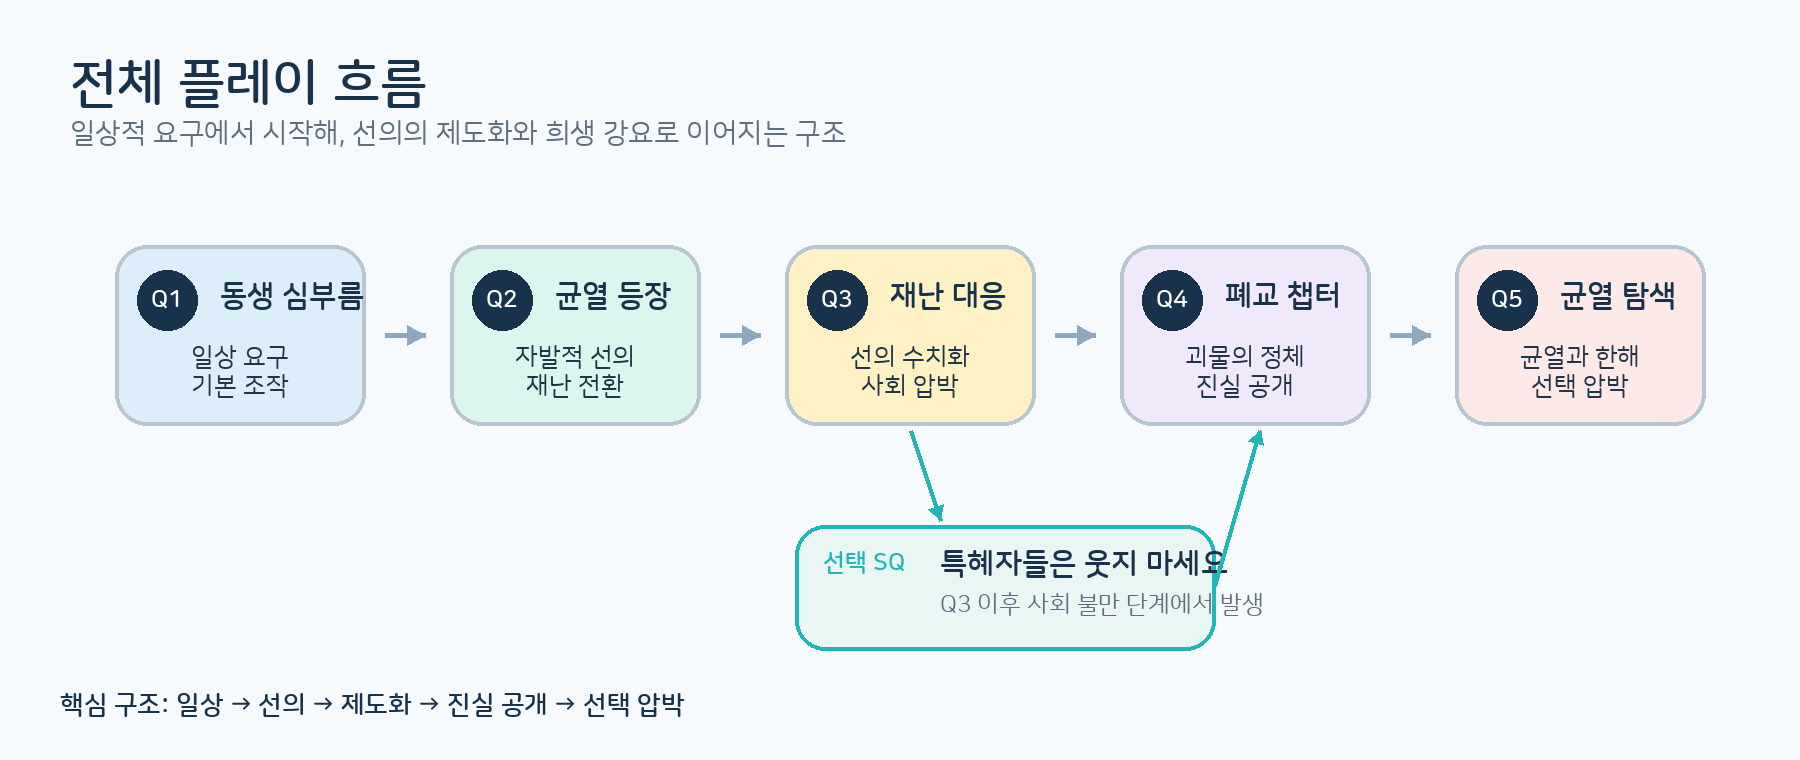 전체 플레이 흐름
일상적 요구에서 시작해, 선의의 제도화와 희생 강요로 이어지는 구조
Q1 동생 심부름
일상 요구
기본 조작
Q2 균열 등장
자발적 선의
재난 전환
Q3 재난 대응
선의 수치화
사회 압박
Q4 폐교 챕터
괴물의 정체
진실 공개
Q5 균열 탐색
균열과 한해
선택 압박
선택 SQ 특혜자들은 웃지 마세요
Q3 이후 사회 불만 단계에서 발생
핵심 구조: 일상 → 선의 → 제도화 → 진실 공개 → 선택 압박